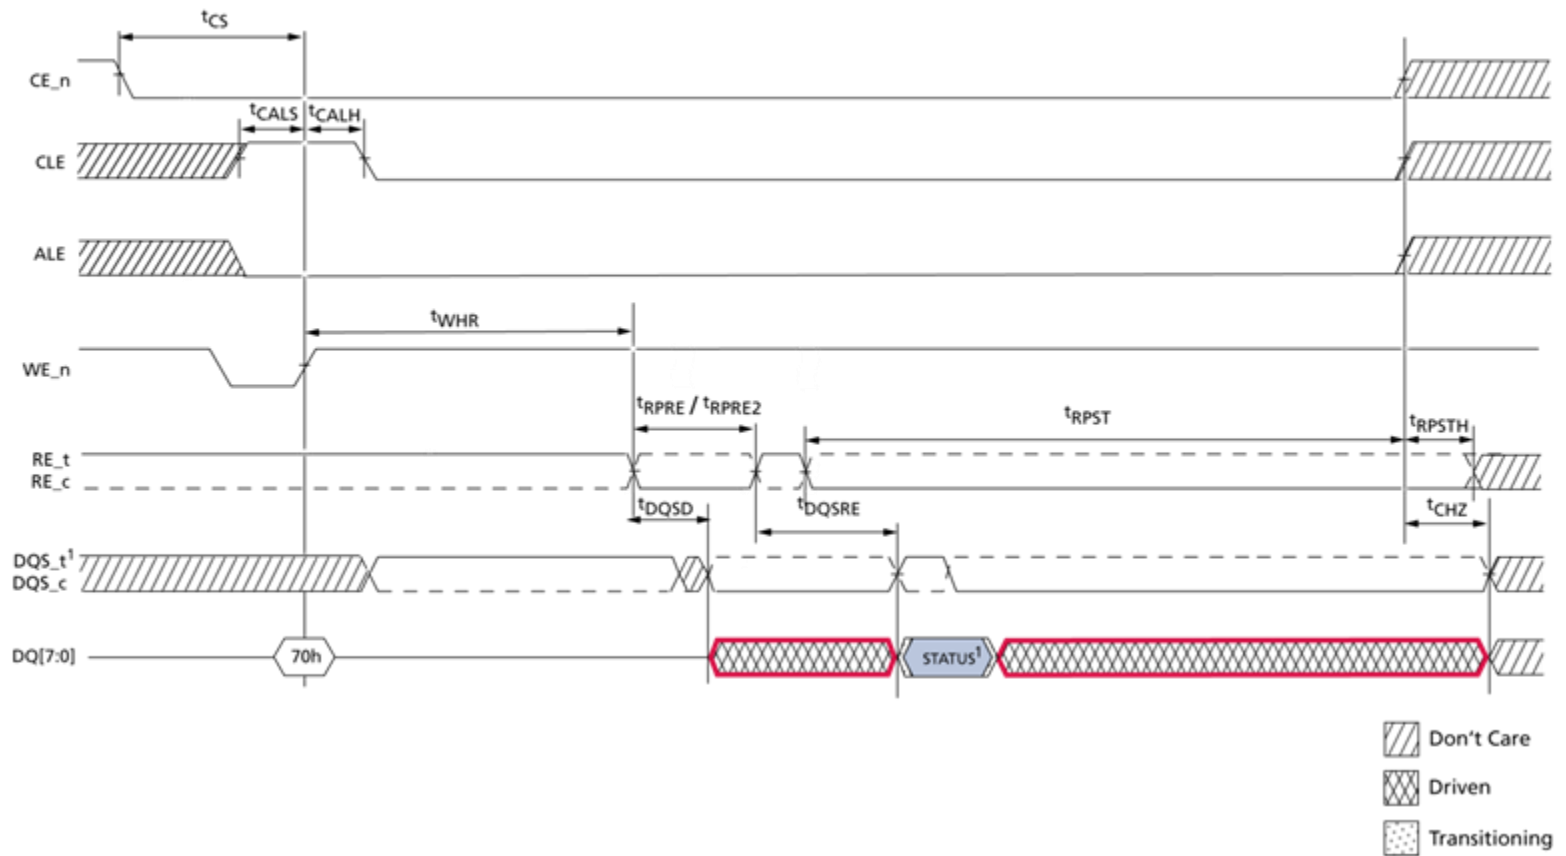 tCS
CE_n
tCALS tCALH
CLE
ALE
tWHR
WE_n
tRPRE / tRPRE2
tRPST
tRPSTH
RE_t
RE_c
tDQSD
tDQSRE
tCHZ
DQS_t1
DQS_c
DQ[7:0]
70h
STATUS1
Don't Care
Driven
Transitioning